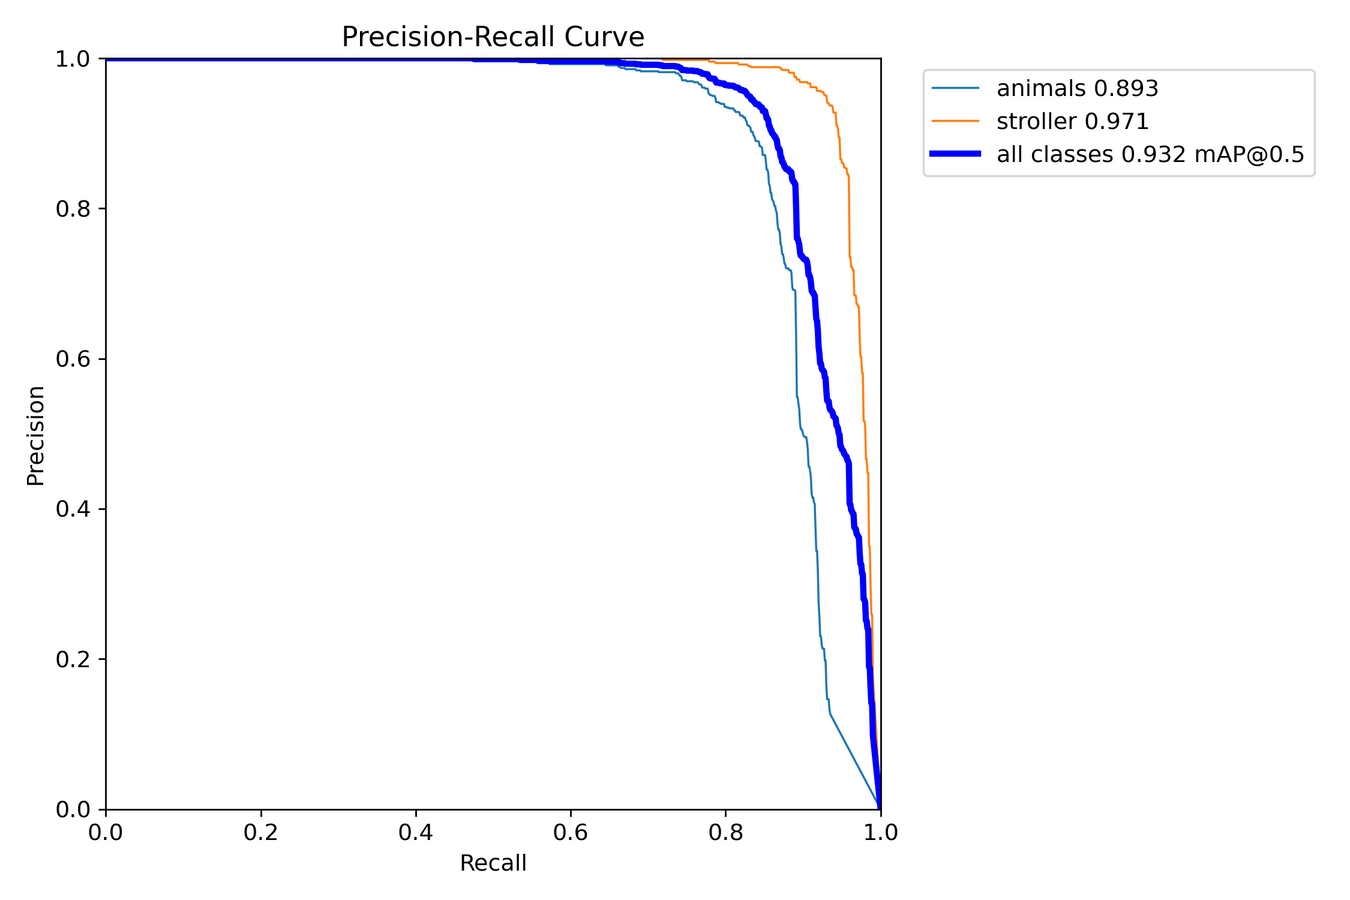 Precision-Recall Curve
animals 0.893
stroller 0.971
all classes 0.932 mAP@0.5
Precision
1.0
0.8
0.6
0.4
0.2
0.0
0.0 0.2 0.4 0.6 0.8 1.0
Recall